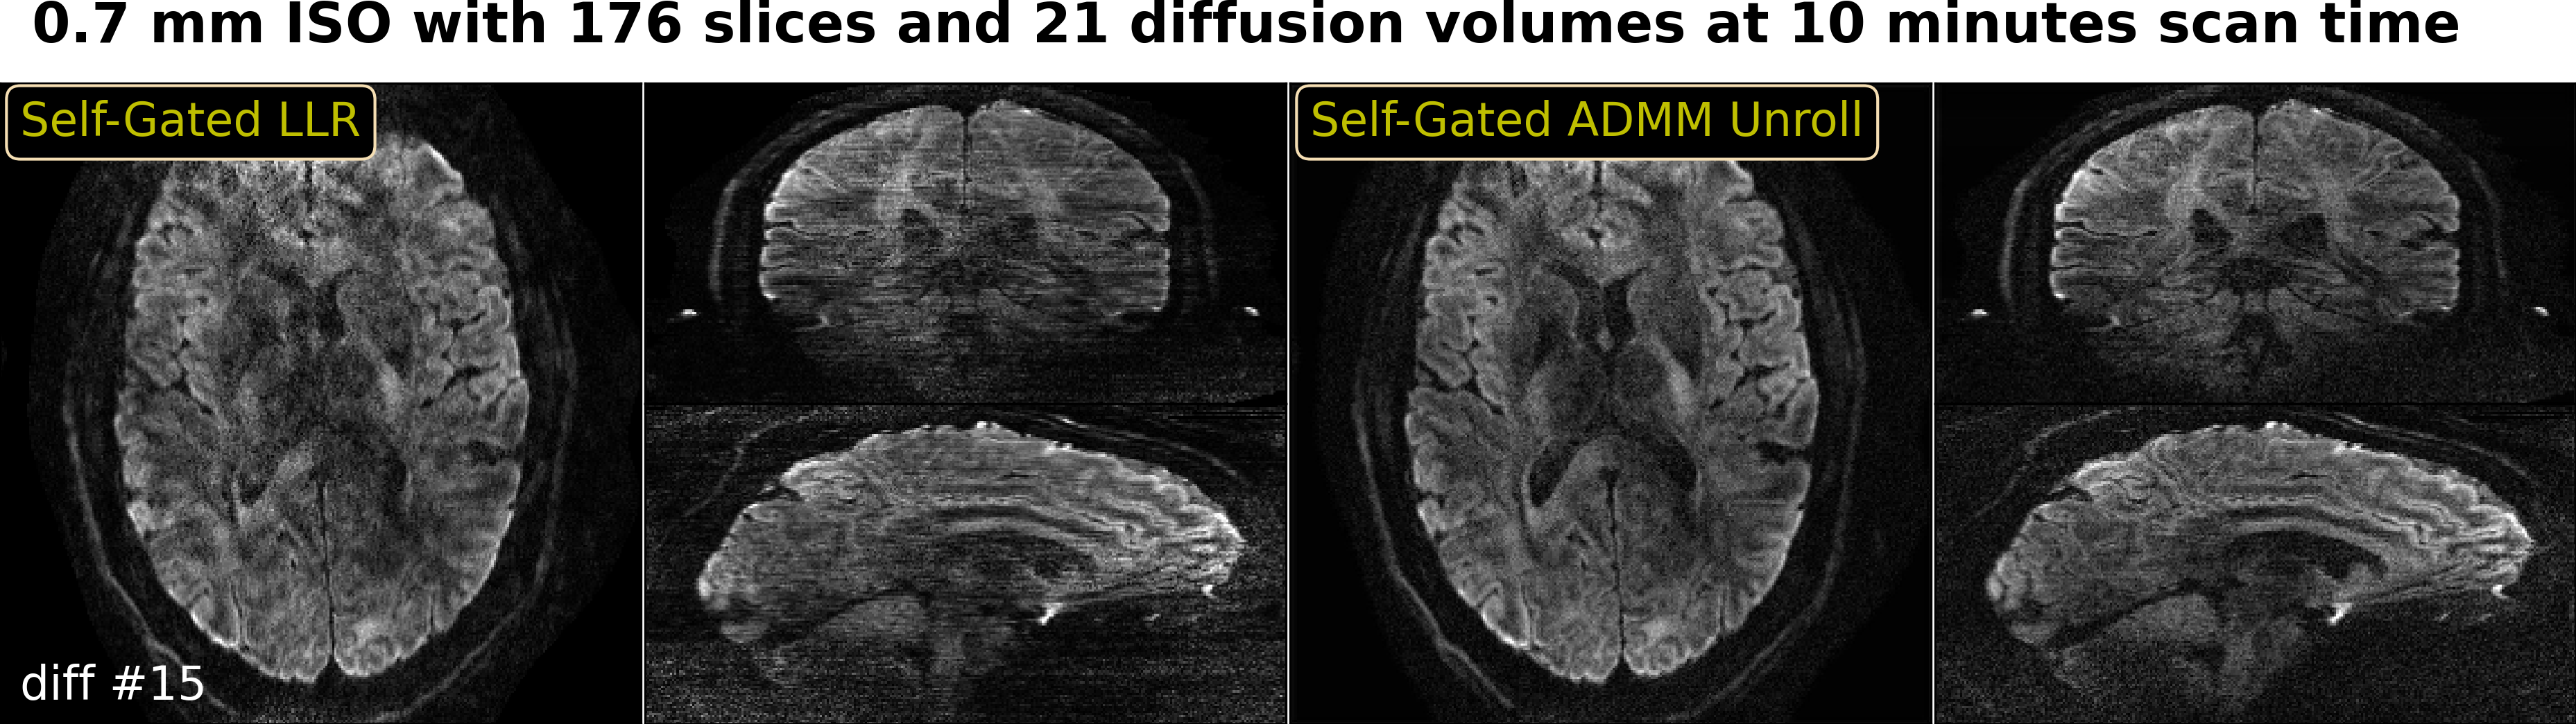 0.7 mm ISO with 176 slices and 21 diffusion volumes at 10 minutes scan time
Self-Gated LLR
Self-Gated ADMM Unroll
diff #15